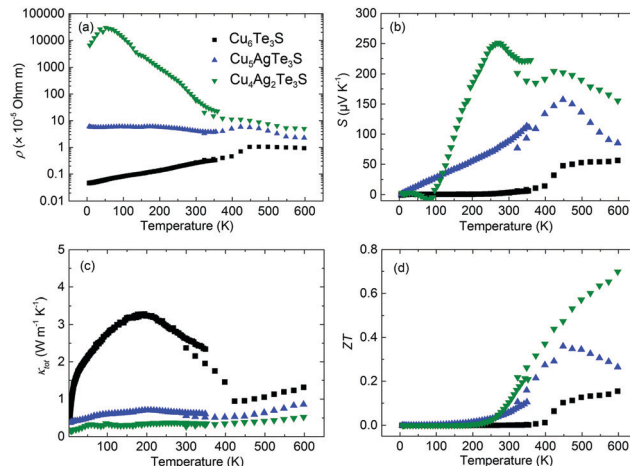 (a)
Cu₆Te₃S
Cu₅AgTe₃S
Cu₄Ag₂Te₃S
ρ (× 10⁻⁵ Ohm m)
100000
10000
1000
100
10
1
0.1
0.01
0 100 200 300 400 500 600
Temperature (K)
(b)
S (µV K⁻¹)
250
200
150
100
50
0
0 100 200 300 400 500 600
Temperature (K)
(c)
κtot (W m⁻¹ K⁻¹)
5
4
3
2
1
0
0 100 200 300 400 500 600
Temperature (K)
(d)
ZT
0.8
0.6
0.4
0.2
0.0
0 100 200 300 400 500 600
Temperature (K)